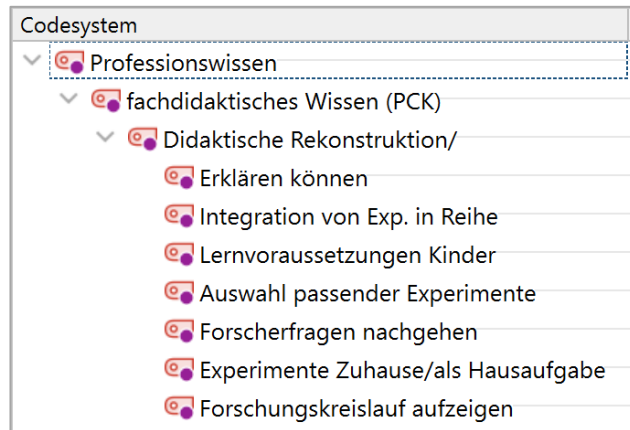 Codesystem
Professionswissen
fachdidaktisches Wissen (PCK)
Didaktische Rekonstruktion/
Erklären können
Integration von Exp. in Reihe
Lernvoraussetzungen Kinder
Auswahl passender Experimente
Forscherfragen nachgehen
Experimente Zuhause/als Hausaufgabe
Forschungskreislauf aufzeigen